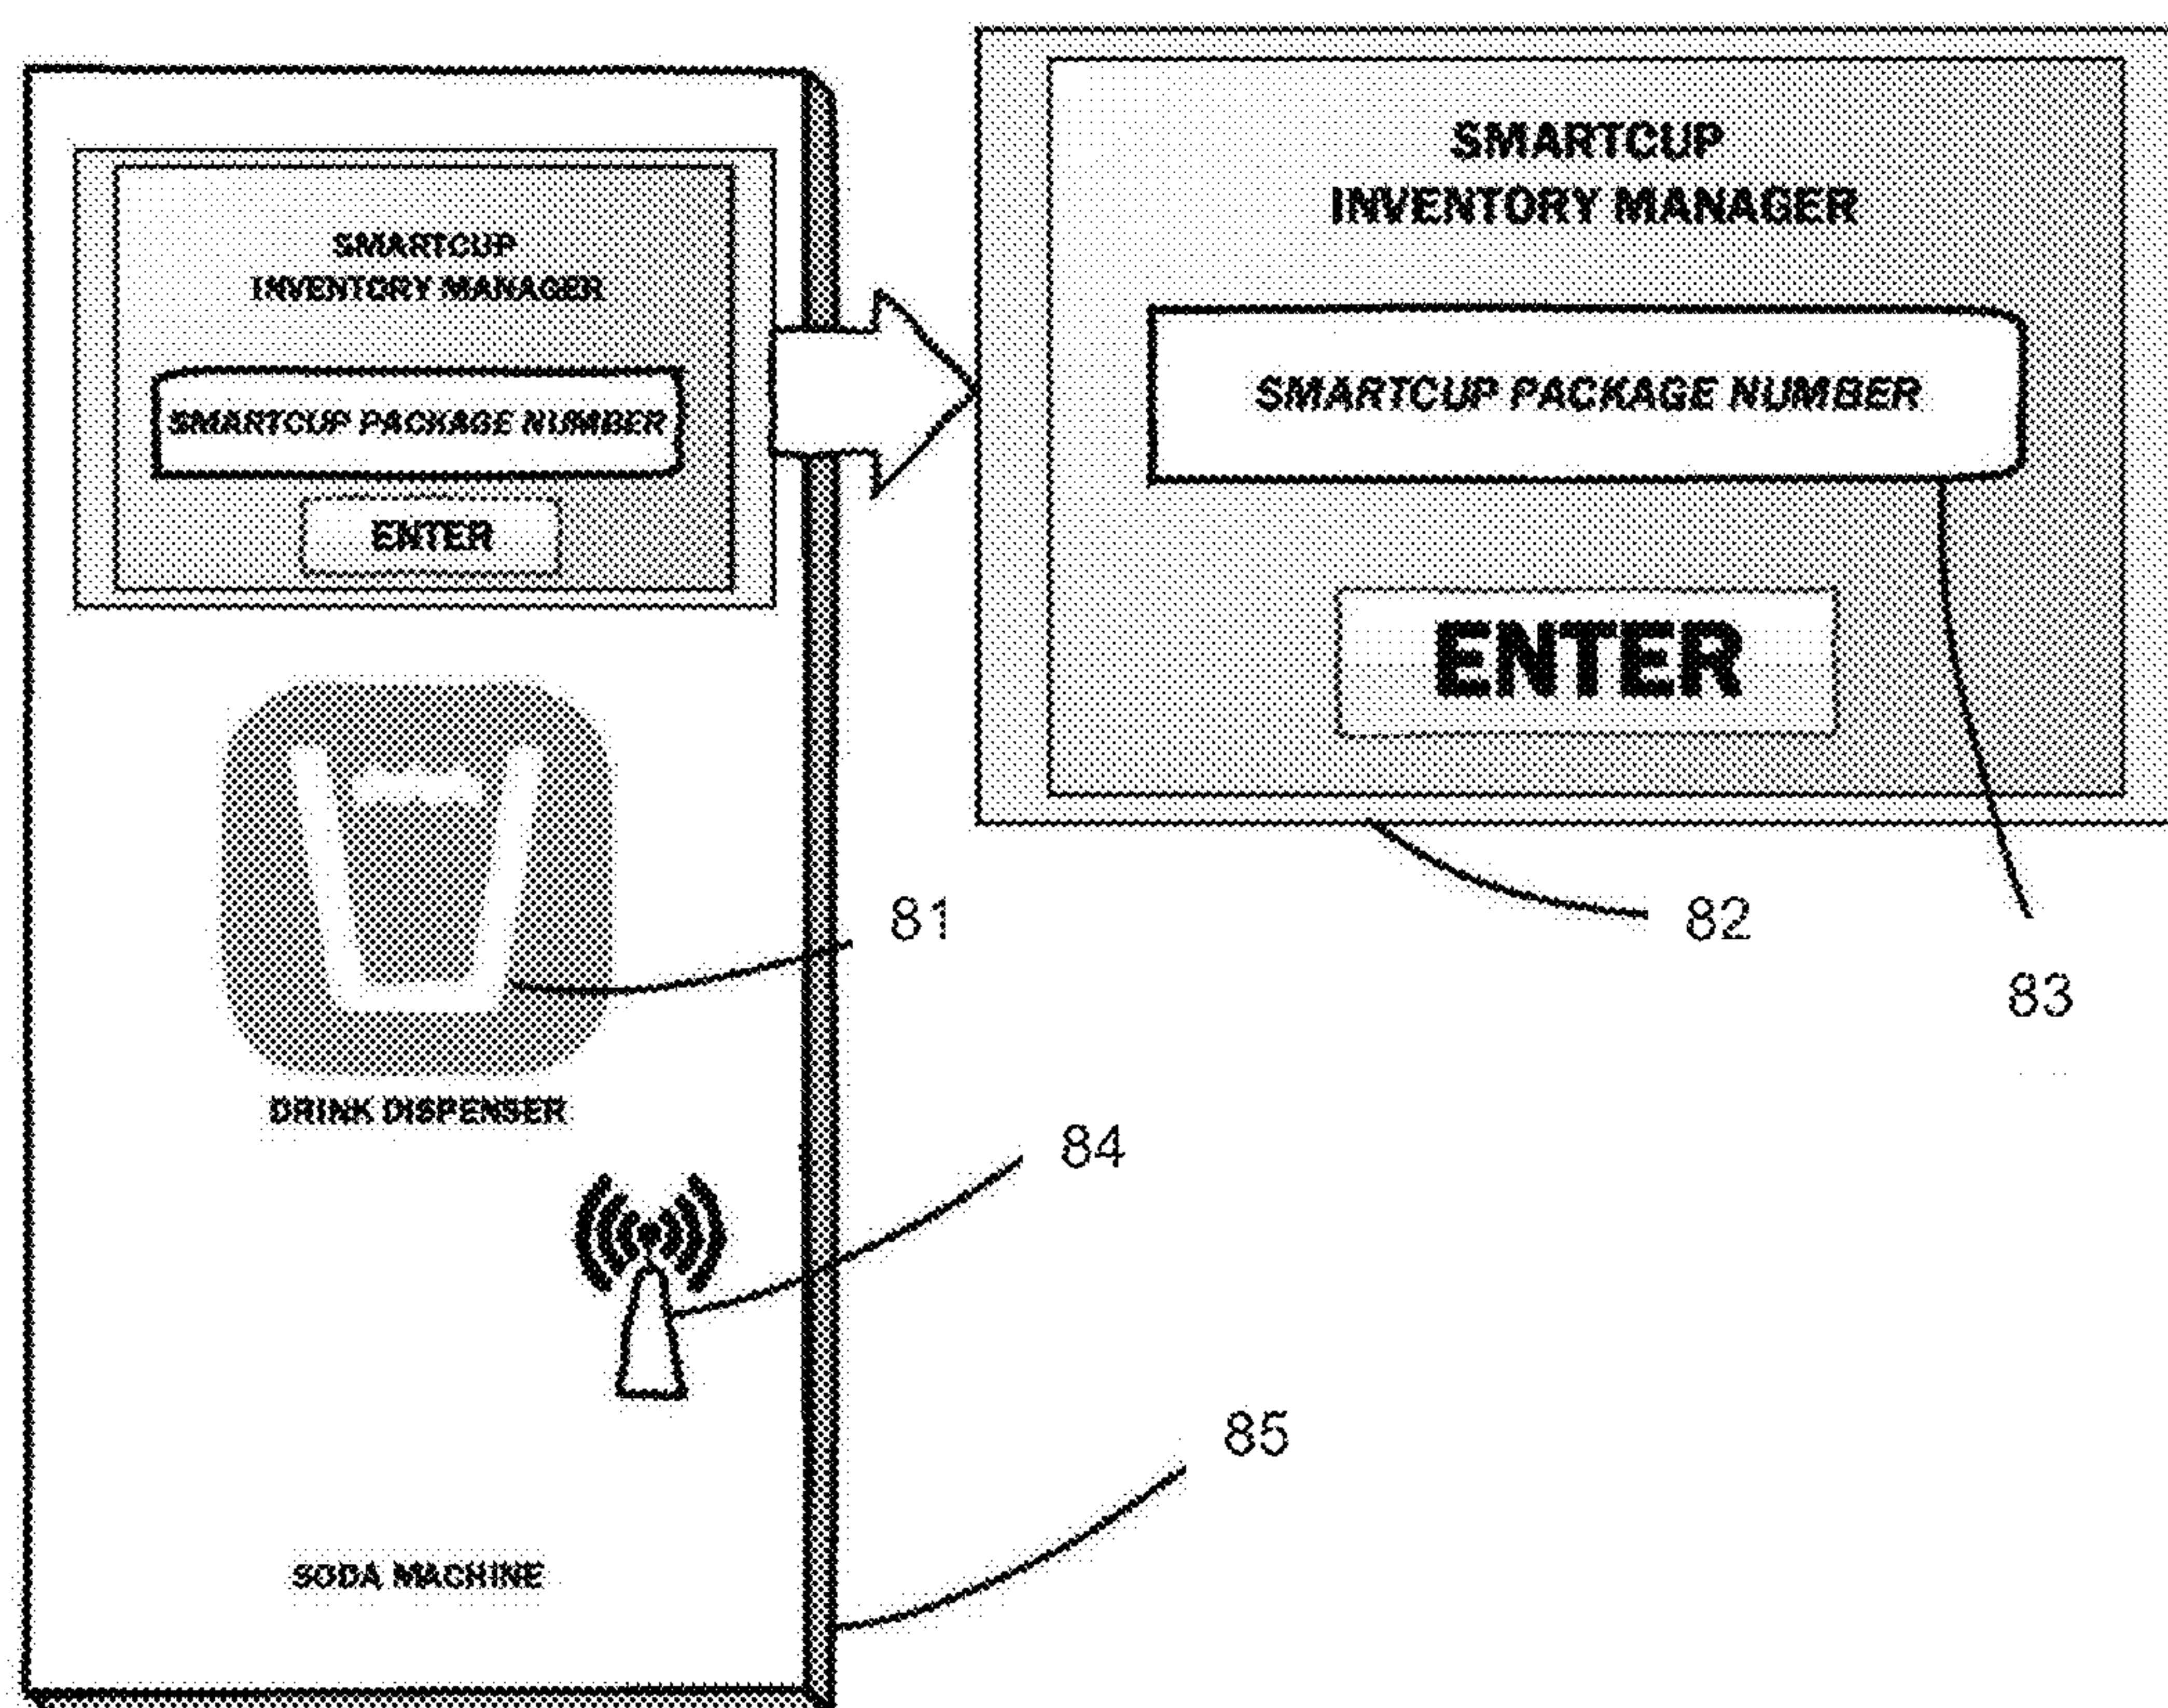 SMARTCUP
INVENTORY MANAGER
SMARTCUP PACKAGE NUMBER
ENTER
DRINK DISPENSER
SODA MACHINE
SMARTCUP
INVENTORY MANAGER
SMARTCUP PACKAGE NUMBER
ENTER
81
82
83
84
85